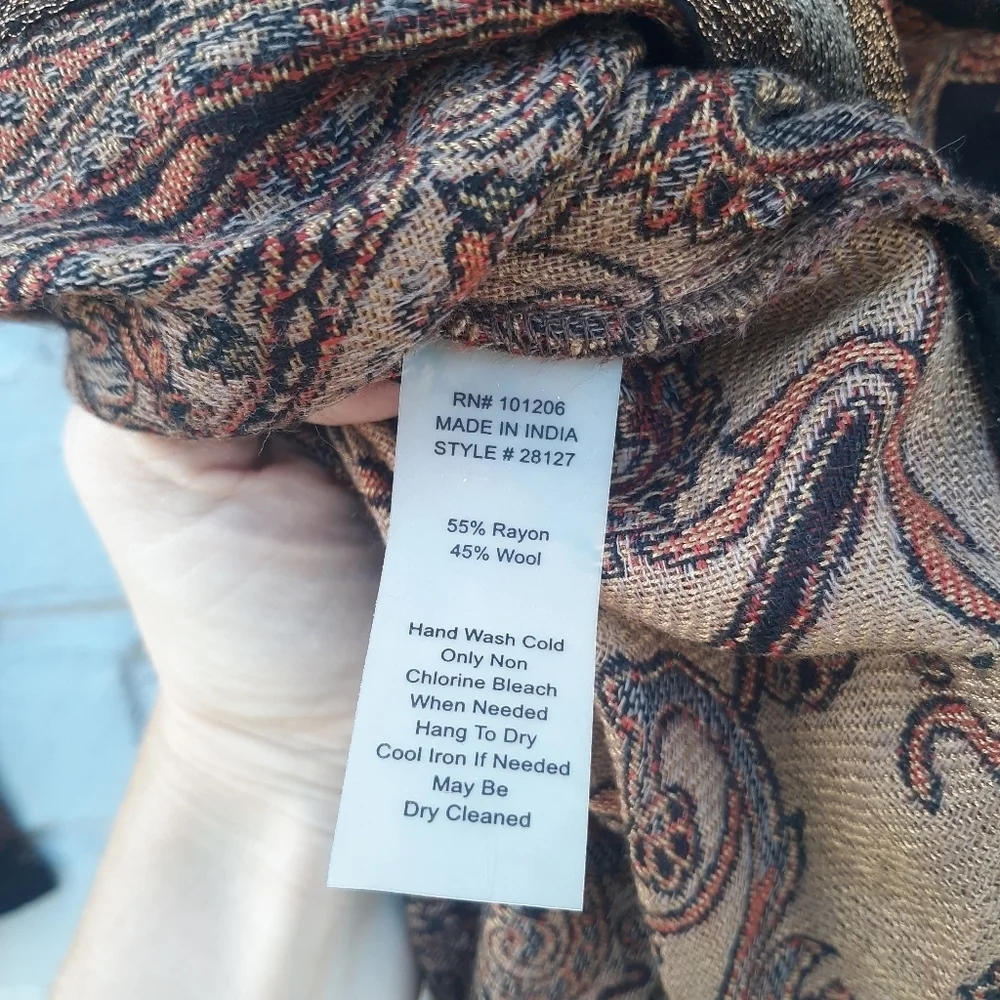 RN# 101206
MADE IN INDIA
STYLE # 28127
55% Rayon
45% Wool
Hand Wash Cold
Only Non
Chlorine Bleach
When Needed
Hang To Dry
Cool Iron If Needed
May Be
Dry Cleaned